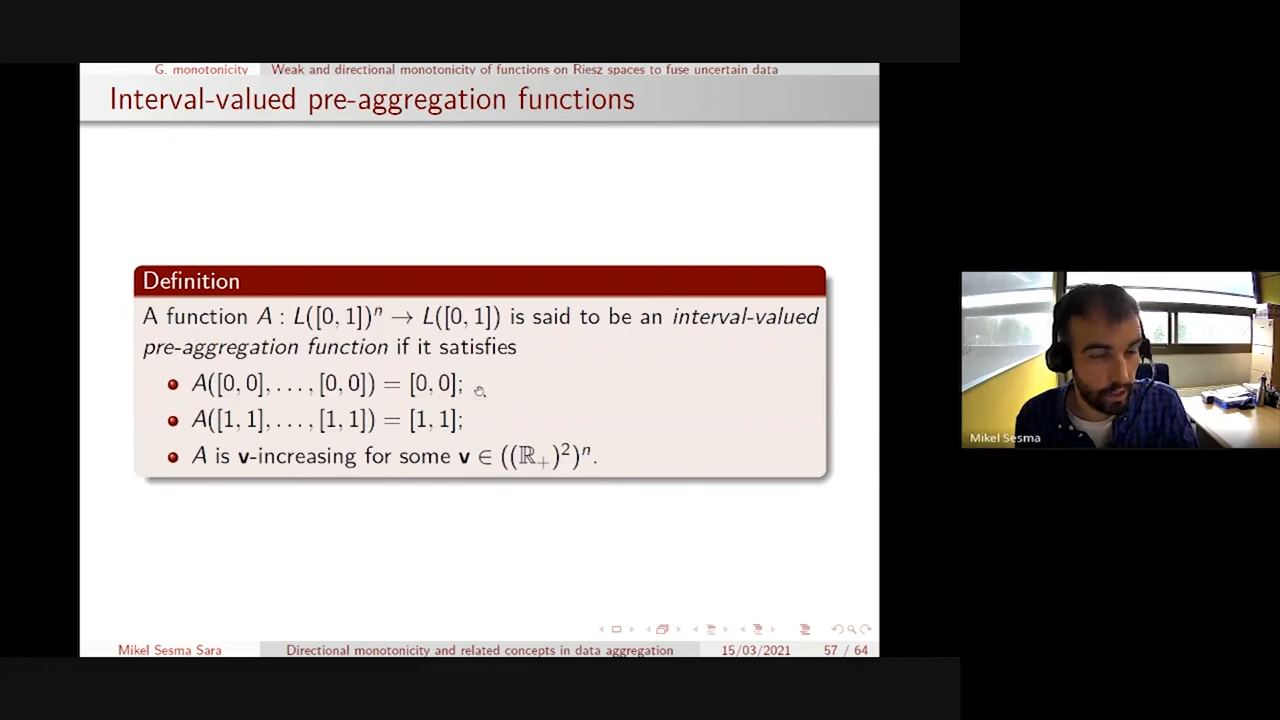 G. monotonicity Weak and directional monotonicity of functions on Riesz spaces to fuse uncertain data
Interval-valued pre-aggregation functions
Definition
A function A : L([0, 1])ⁿ → L([0, 1]) is said to be an interval-valued
pre-aggregation function if it satisfies
A([0, 0], . . . , [0, 0]) = [0, 0];
A([1, 1], . . . , [1, 1]) = [1, 1];
A is v-increasing for some v ∈ ((ℝ₊)²)ⁿ.
Mikel Sesma
Mikel Sesma Sara Directional monotonicity and related concepts in data aggregation 15/03/2021 57 / 64